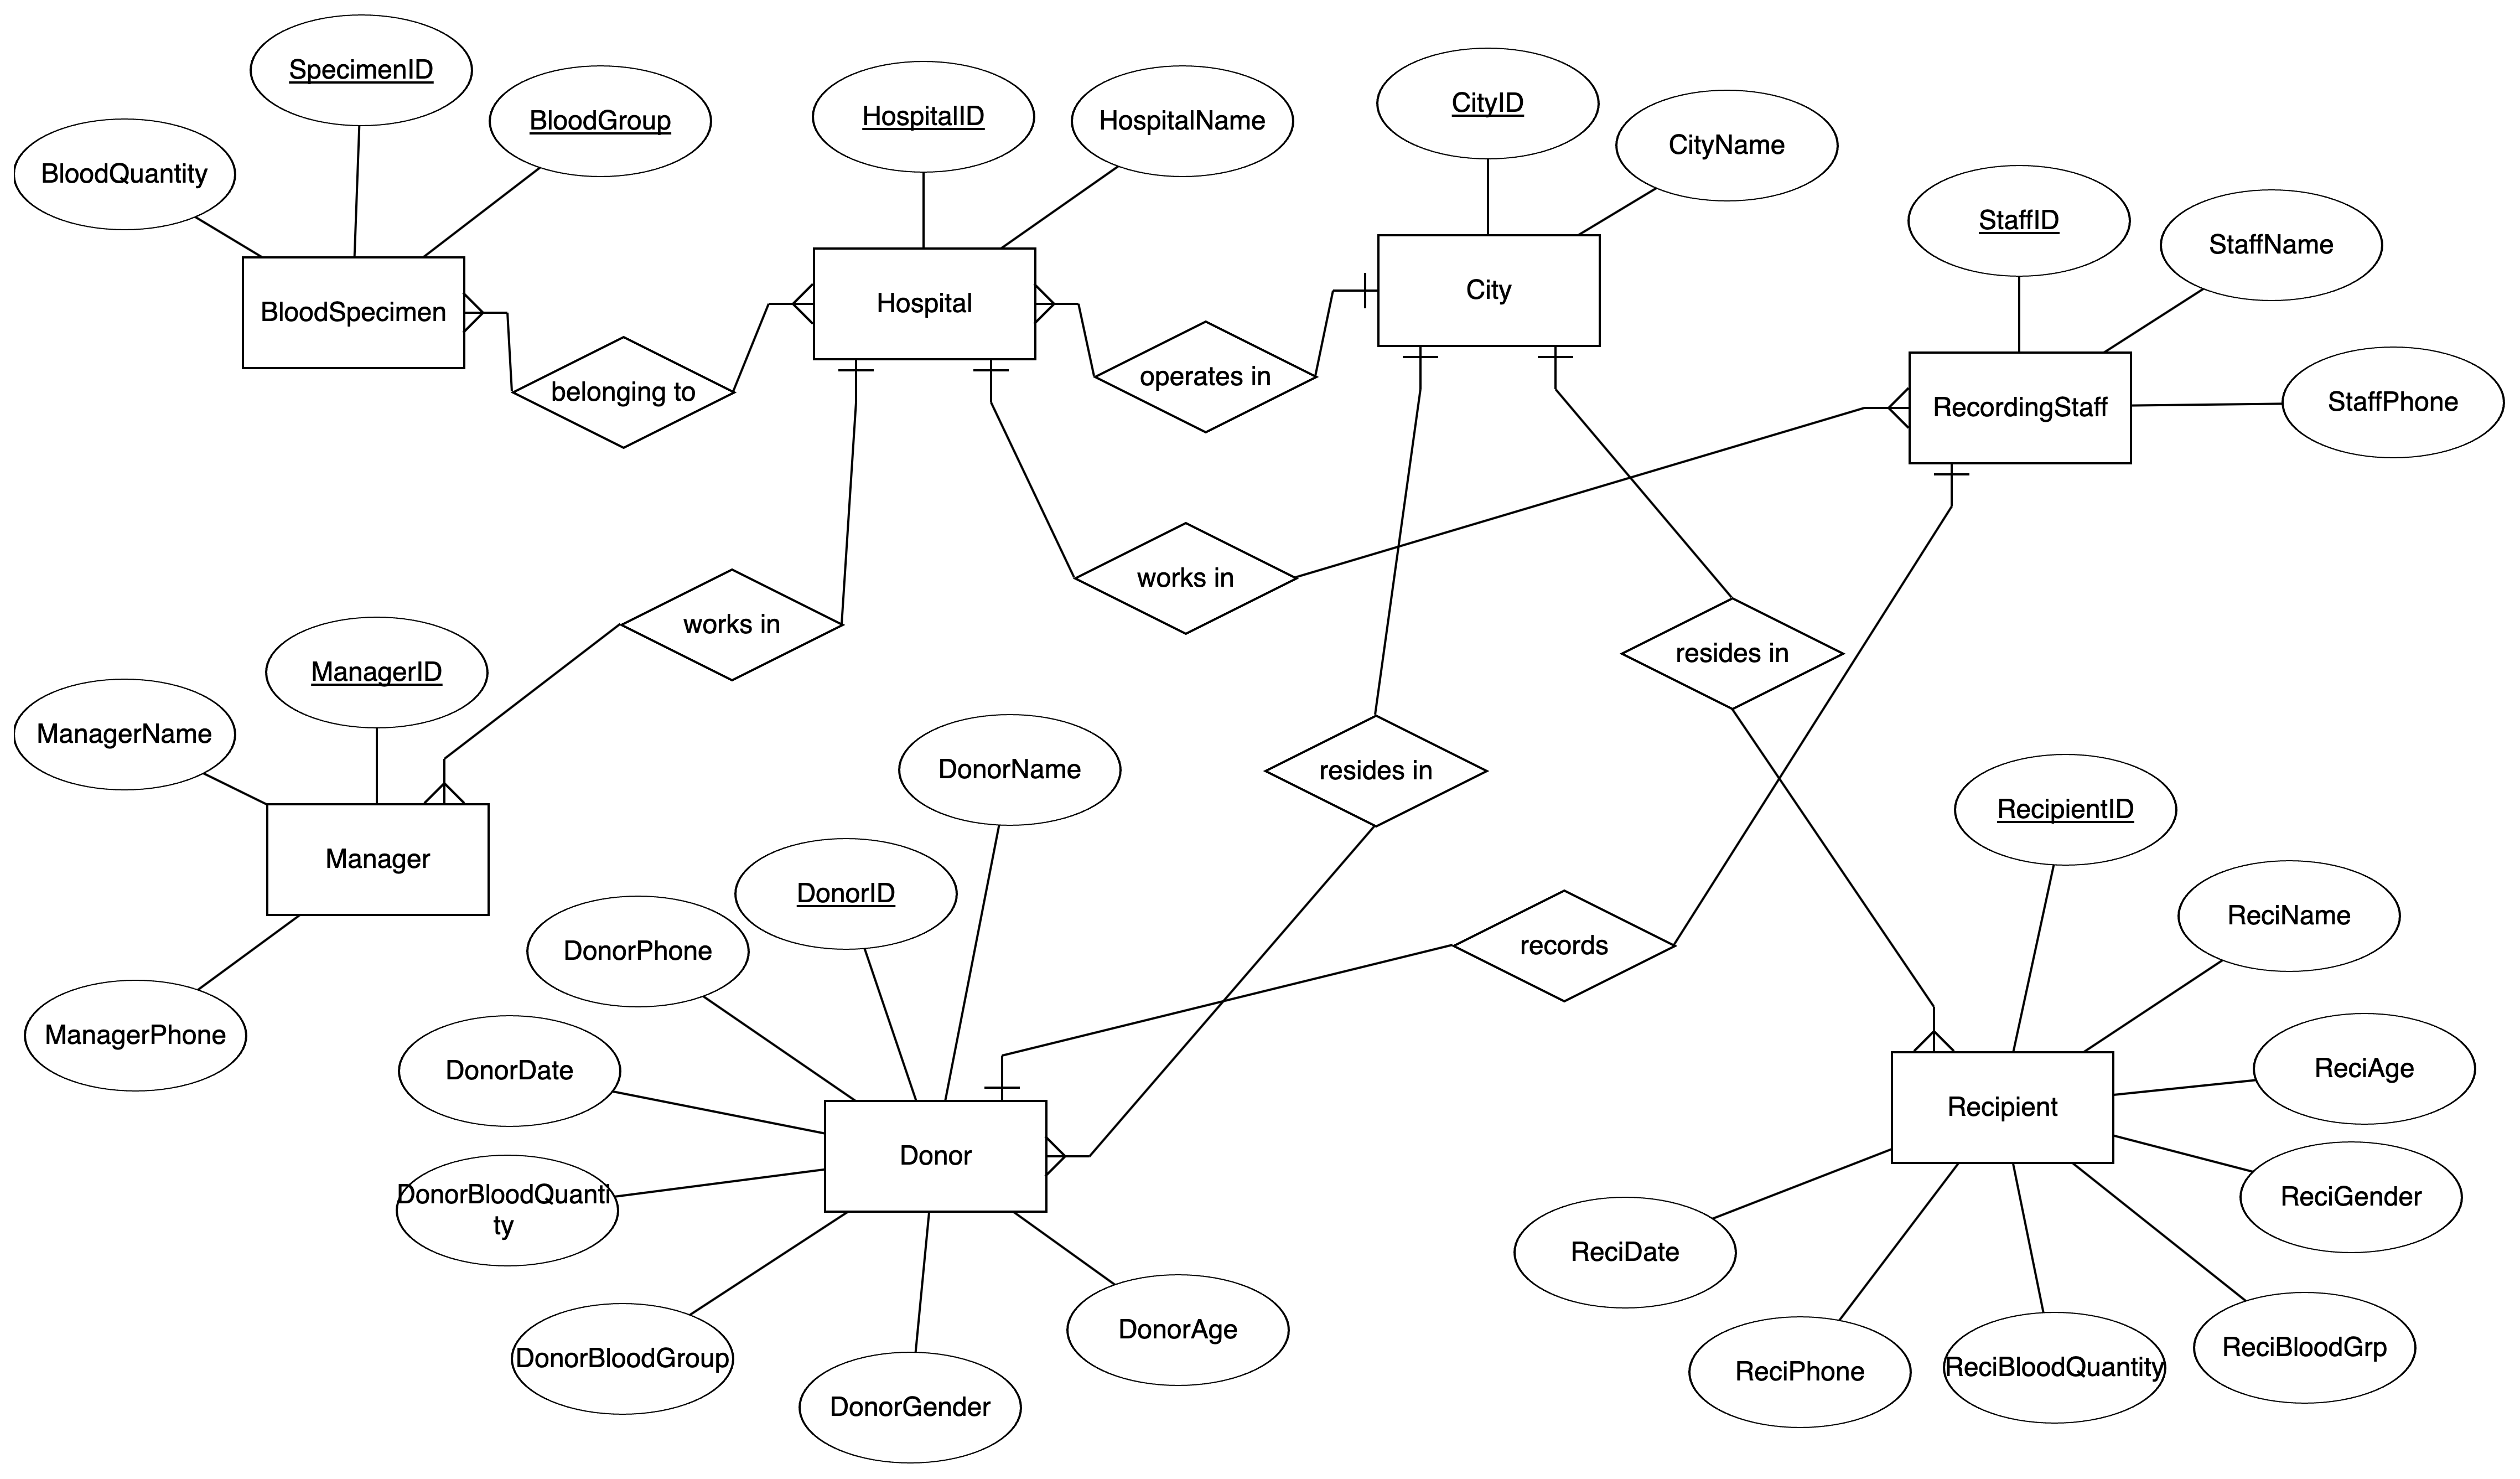 SpecimenID
BloodGroup
BloodQuantity
HospitalID
HospitalName
CityID
CityName
StaffID
StaffName
StaffPhone
BloodSpecimen
Hospital
City
RecordingStaff
belonging to
operates in
works in
works in
resides in
ManagerID
ManagerName
Manager
ManagerPhone
DonorName
resides in
DonorID
DonorPhone
records
DonorDate
DonorBloodQuanti
ty
Donor
DonorBloodGroup
DonorGender
DonorAge
RecipientID
ReciName
ReciAge
Recipient
ReciGender
ReciDate
ReciPhone
ReciBloodQuantity
ReciBloodGrp